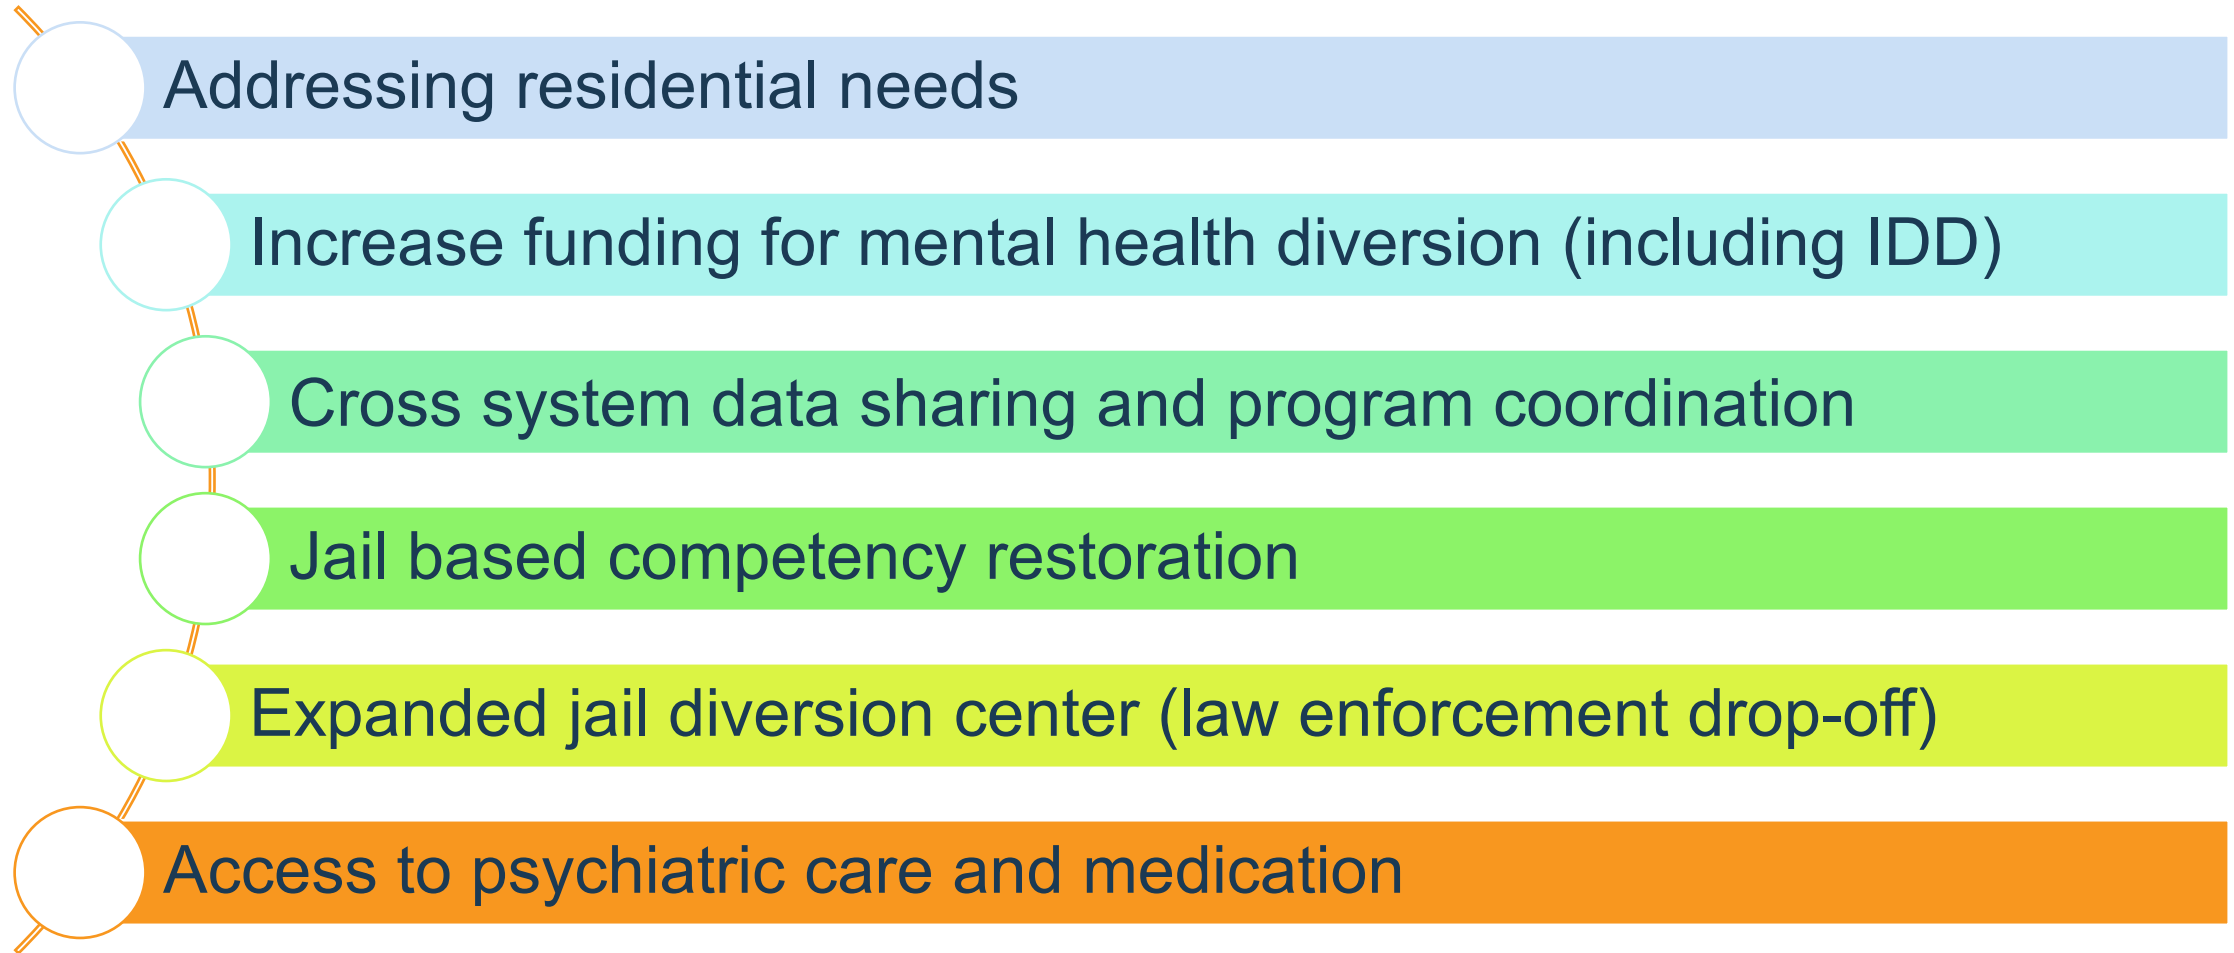 Addressing residential needs
Increase funding for mental health diversion (including IDD)
Cross system data sharing and program coordination
Jail based competency restoration
Expanded jail diversion center (law enforcement drop-off)
Access to psychiatric care and medication